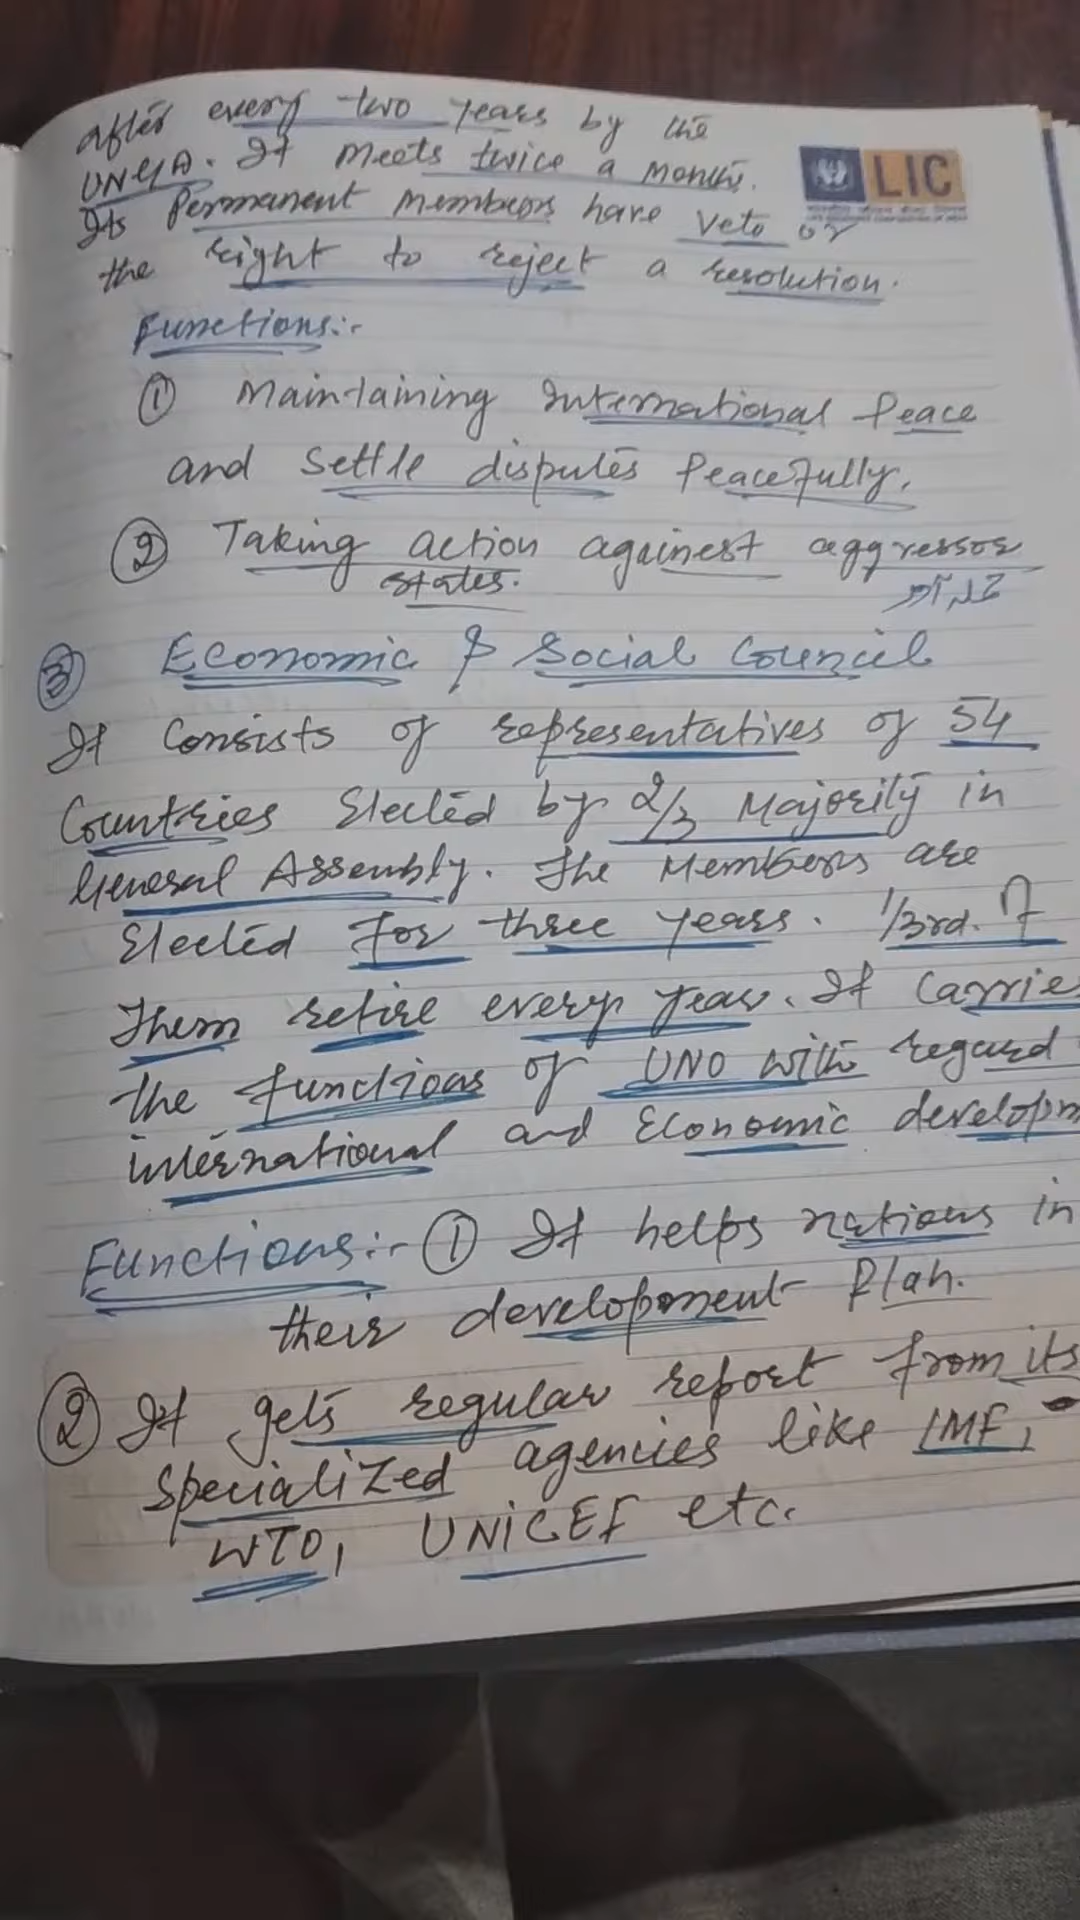 after every two years by the
UNGA. It meets twice a month.
LIC
Its Permanent members have veto or
the right to reject a resolution.
Functions:-
① Maintaining International Peace
and Settle disputes Peacefully.
② Taking action againest aggressor
states.
حملہ آور
③ Economic & Social Council
It Consists of representatives of 54
Countries Elected by 2/3 Majority in
General Assembly. The Members are
Elected for three years. 1/3rd. of
Them retire every year. It Carrie
the functions of UNO with regard
international and Economic developm
Functions:- ① It helps nations in
their development Plan.
② It gets regular report from its
Specialized agencies like IMF,
WTO, UNICEF etc.